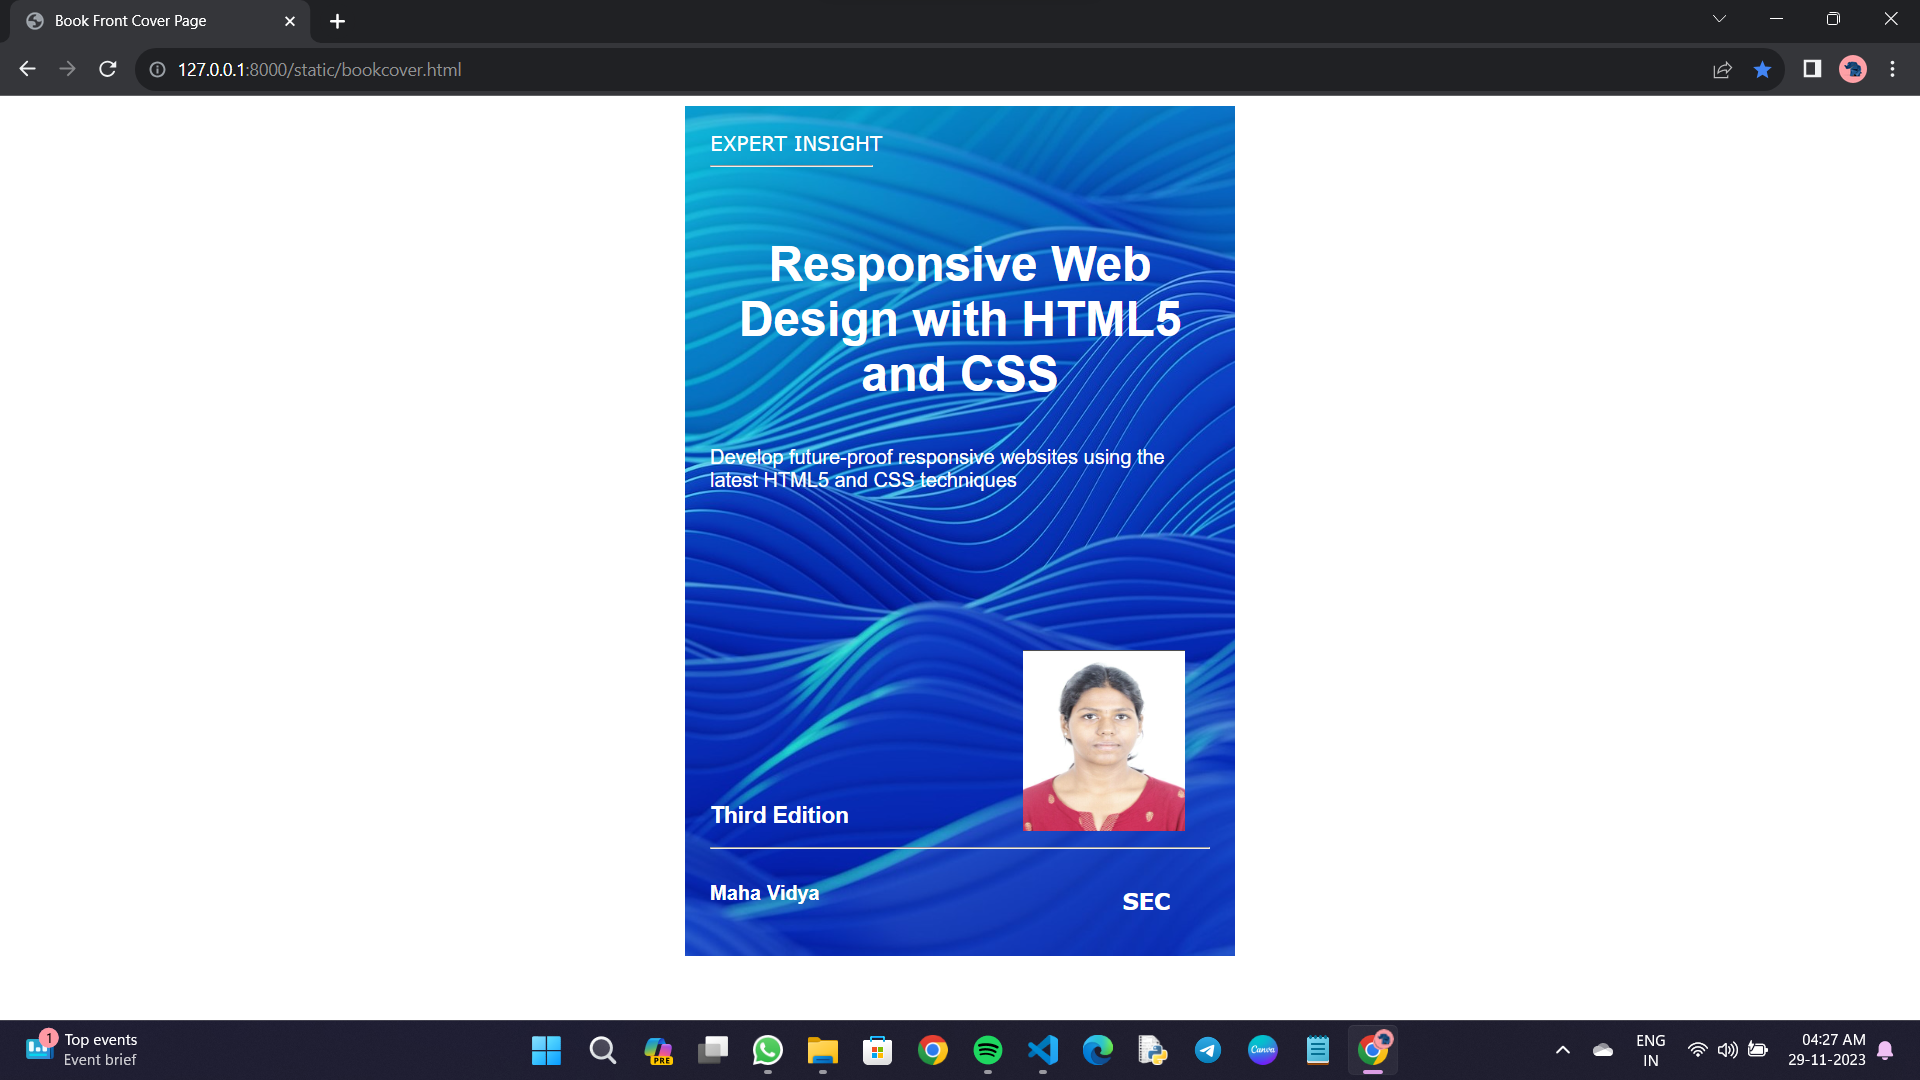 Book Front Cover Page
127.0.0.1:8000/static/bookcover.html
EXPERT INSIGHT
Responsive Web
Design with HTML5
and CSS
Develop future-proof responsive websites using the
latest HTML5 and CSS techniques
Third Edition
Maha Vidya
SEC
1
Top events
Event brief
PRE
Canva
ENG
IN
04:27 AM
29-11-2023